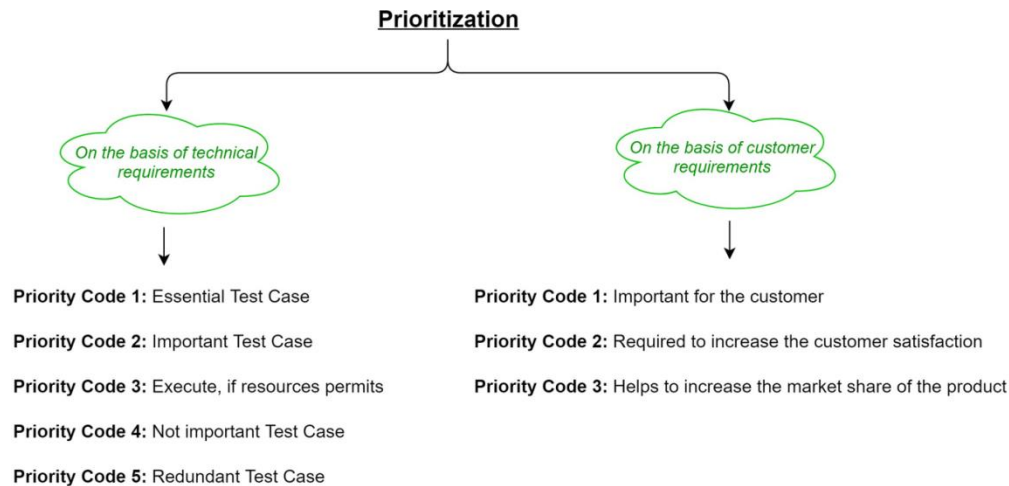 Prioritization
On the basis of technical
requirements
On the basis of customer
requirements
Priority Code 1: Essential Test Case
Priority Code 2: Important Test Case
Priority Code 3: Execute, if resources permits
Priority Code 4: Not important Test Case
Priority Code 5: Redundant Test Case
Priority Code 1: Important for the customer
Priority Code 2: Required to increase the customer satisfaction
Priority Code 3: Helps to increase the market share of the product